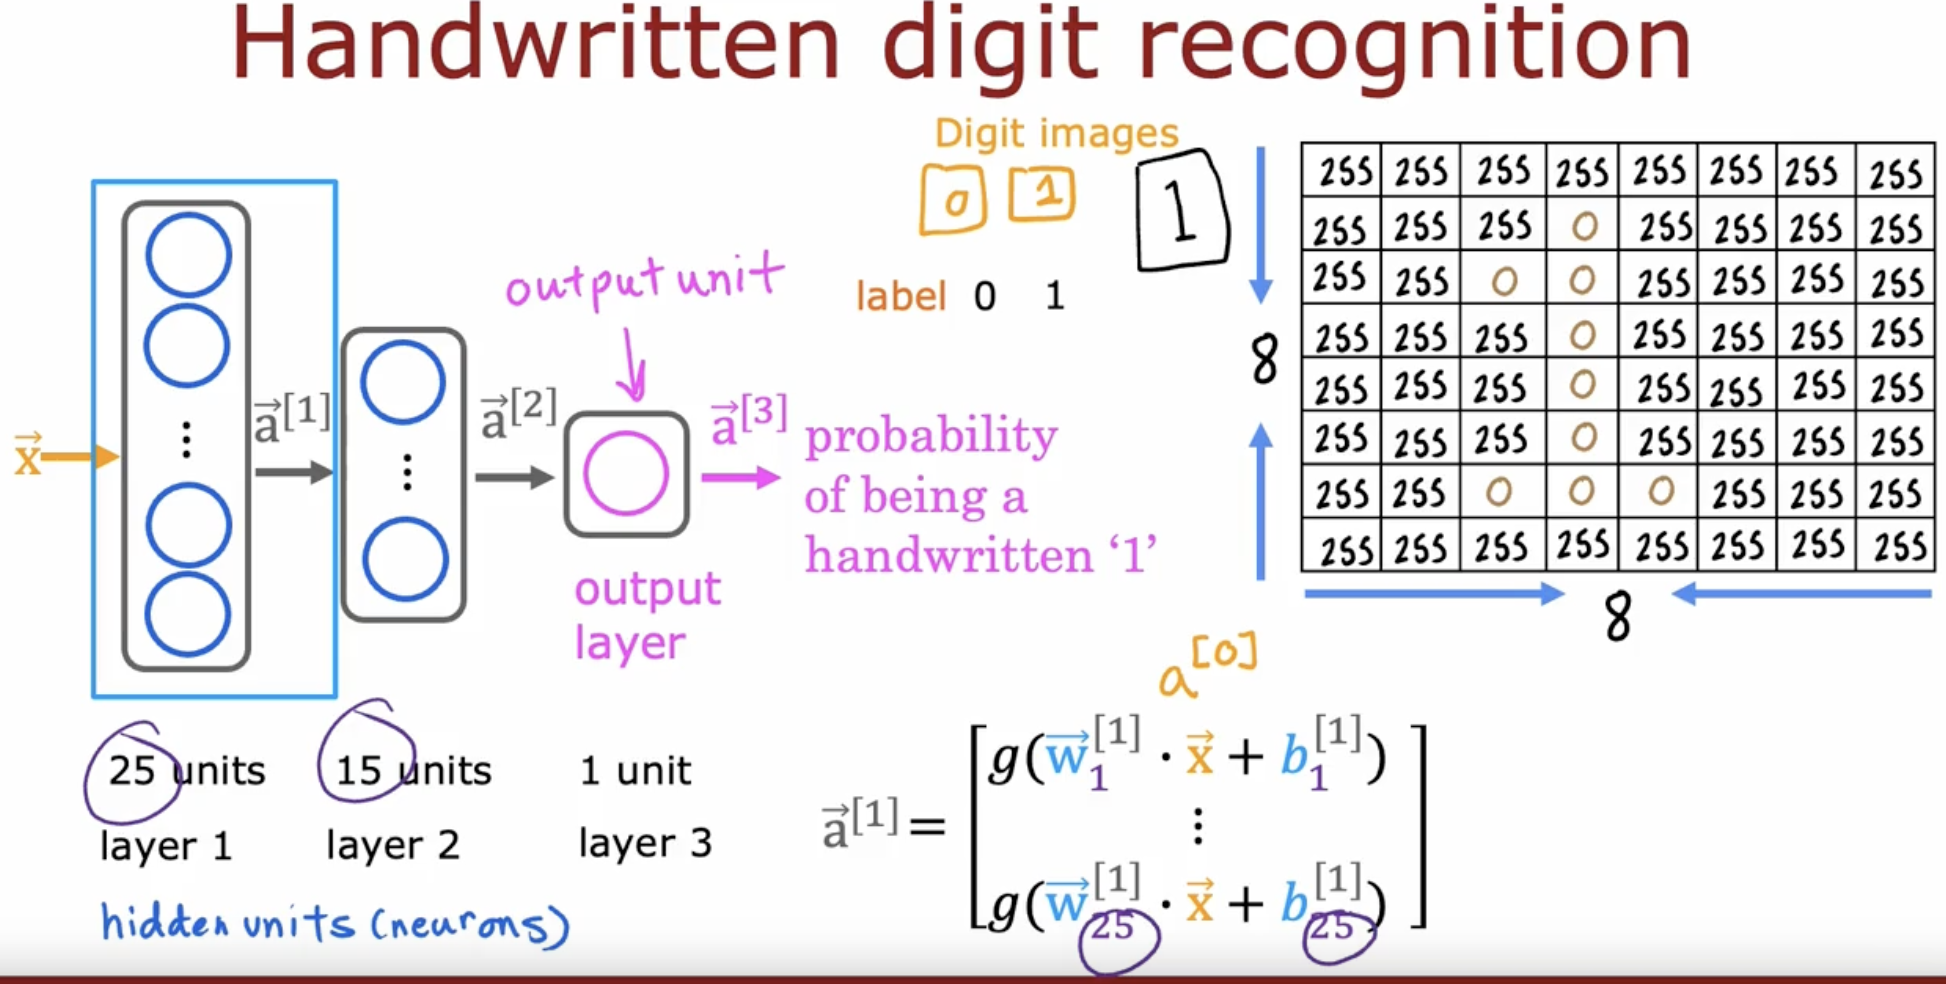 Handwritten digit recognition
Digit images
0 1 1
label 0 1
output unit
x⃗
a⃗[1]
a⃗[2]
a⃗[3]
probability
of being a
handwritten ‘1’
output
layer
25 units 15 units 1 unit
layer 1 layer 2 layer 3
hidden units (neurons)
8
255 255 255 255 255 255 255 255
255 255 255 0 255 255 255 255
255 255 0 0 255 255 255 255
255 255 255 0 255 255 255 255
255 255 255 0 255 255 255 255
255 255 255 0 255 255 255 255
255 255 0 0 0 255 255 255
255 255 255 255 255 255 255 255
8
a[0]
a⃗[1] =
g(w⃗1[1] · x⃗ + b1[1])
⋮
g(w⃗25[1] · x⃗ + b25[1])